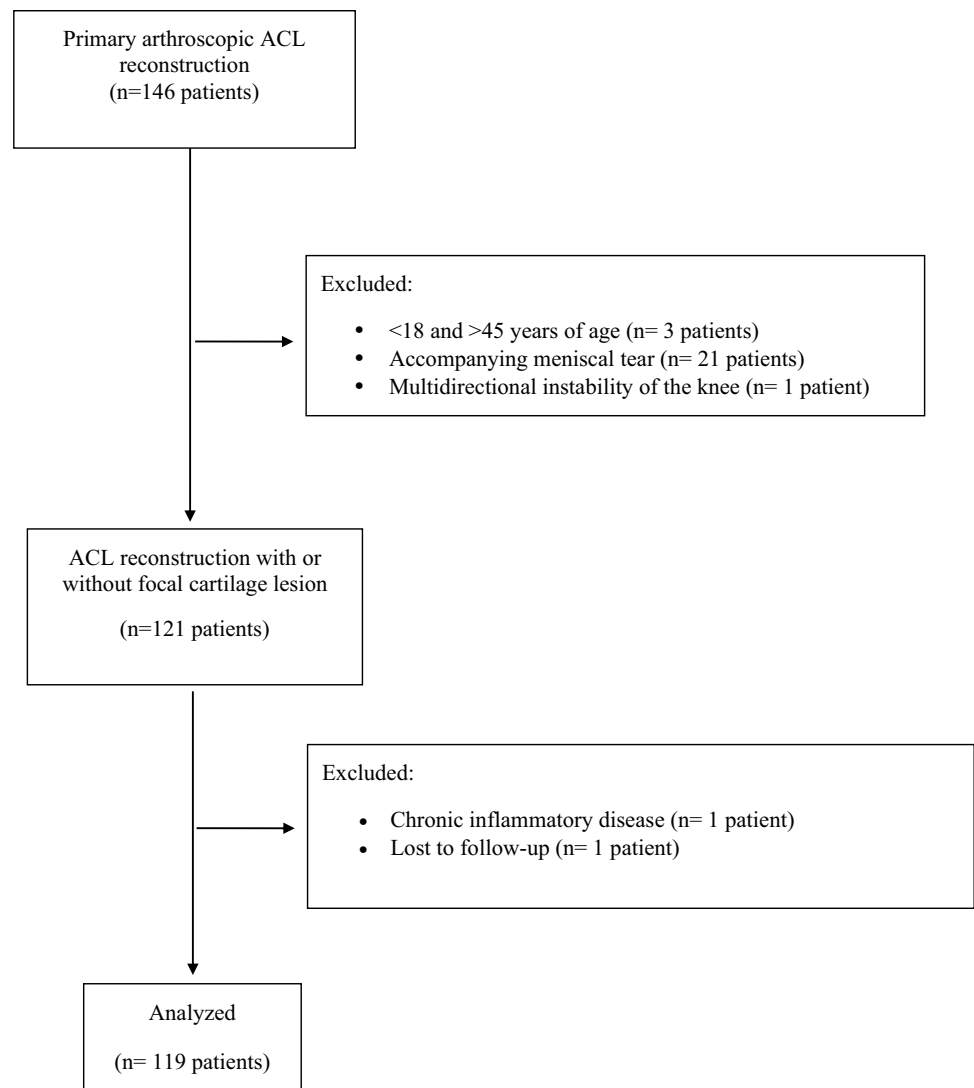 Primary arthroscopic ACL
reconstruction
(n=146 patients)
Excluded:
• <18 and >45 years of age (n= 3 patients)
• Accompanying meniscal tear (n= 21 patients)
• Multidirectional instability of the knee (n= 1 patient)
ACL reconstruction with or
without focal cartilage lesion
(n=121 patients)
Excluded:
• Chronic inflammatory disease (n= 1 patient)
• Lost to follow-up (n= 1 patient)
Analyzed
(n= 119 patients)